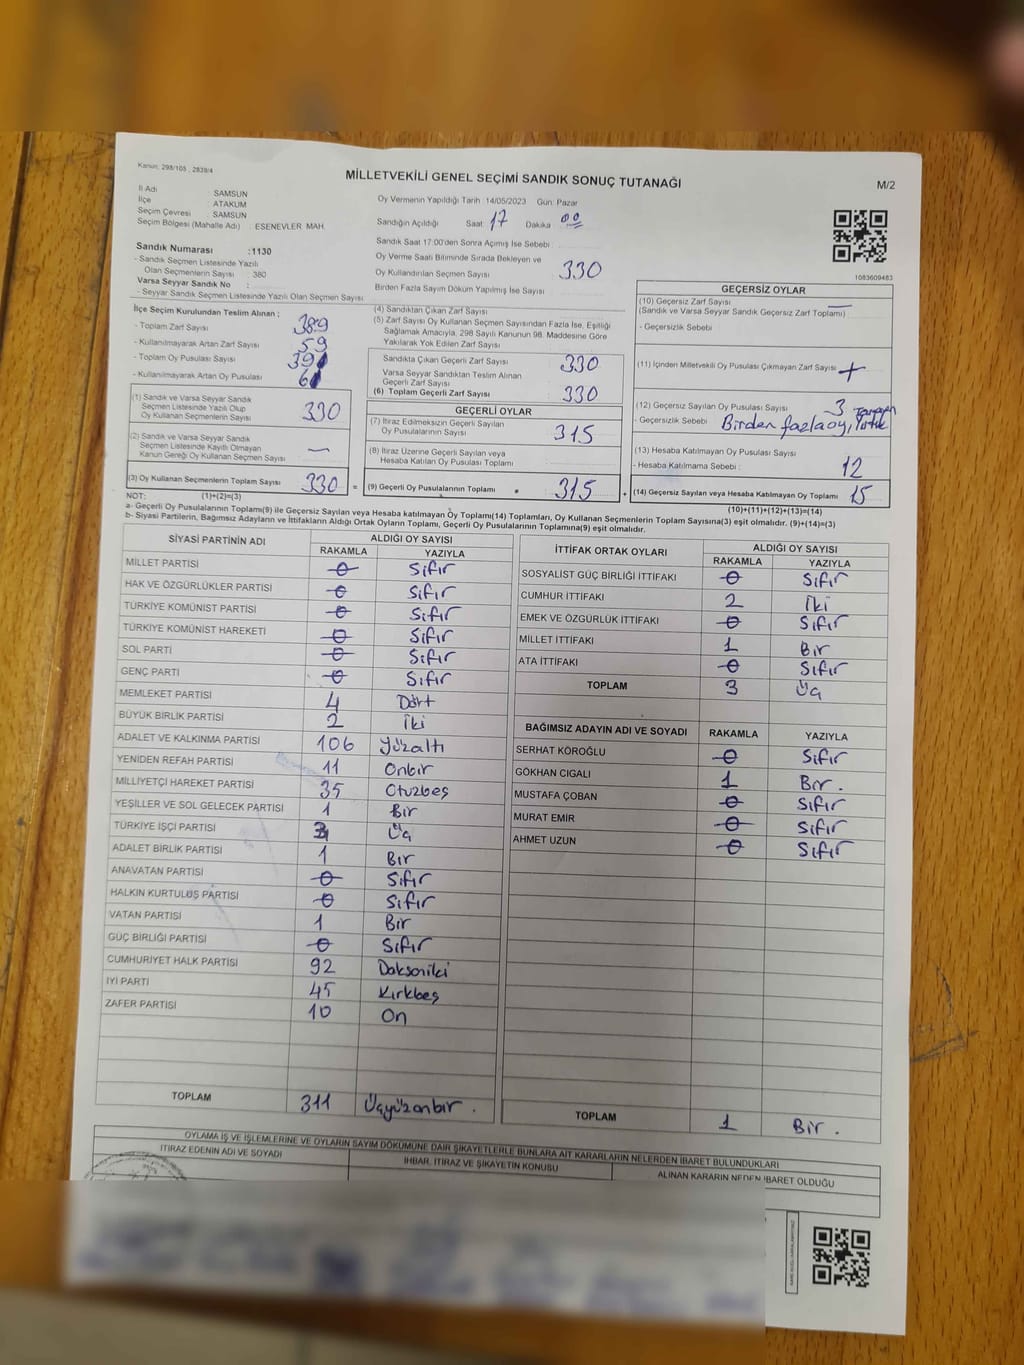 Kanun: 298/105 , 2839/4
MİLLETVEKİLİ GENEL SEÇİMİ SANDIK SONUÇ TUTANAĞI
M/2
İl Adı SAMSUN
İlçe ATAKUM
Seçim Çevresi SAMSUN
Seçim Bölgesi (Mahalle Adı) : ESENEVLER MAH.
Oy Vermenin Yapıldığı Tarih 14/05/2023 Gün: Pazar
Sandığın Açıldığı Saat: 17 Dakika 00
Sandık Numarası :1130
- Sandık Seçmen Listesinde Yazılı
Olan Seçmenlerin Sayısı : 380
Varsa Seyyar Sandık No :
- Seyyar Sandık Seçmen Listesinde Yazılı Olan Seçmen Sayısı
Sandık Saat 17:00'den Sonra Açımış İse Sebebi :
Oy Verme Saati Bitiminde Sırada Bekleyen ve
Oy Kullandırılan Seçmen Sayısı : 330
Birden Fazla Sayım Döküm Yapılmış İse Sayısı :
1083609483
İlçe Seçim Kurulundan Teslim Alınan ;
- Toplam Zarf Sayısı 389
- Kullanılmayarak Artan Zarf Sayısı 59
- Toplam Oy Pusulası Sayısı
- Kullanılmayarak Artan Oy Pusulası
(1) Sandık ve Varsa Seyyar Sandık
Seçmen Listesinde Yazılı Olup
Oy Kullanan Seçmenlerin Sayısı 330
(2) Sandık ve Varsa Seyyar Sandık
Seçmen Listesinde Kayıtlı Olmayan
Kanun Gereği Oy Kullanan Seçmen Sayısı —
(3) Oy Kullanan Seçmenlerin Toplam Sayısı 330 =
(4) Sandıktan Çıkan Zarf Sayısı
(5) Zarf Sayısı Oy Kullanan Seçmen Sayısından Fazla İse, Eşitliği
Sağlamak Amacıyla, 298 Sayılı Kanunun 98. Maddesine Göre
Yakılarak Yok Edilen Zarf Sayısı
Sandıkta Çıkan Geçerli Zarf Sayısı 330
Varsa Seyyar Sandıktan Teslim Alınan
Geçerli Zarf Sayısı
(6) Toplam Geçerli Zarf Sayısı 330
GEÇERLİ OYLAR
(7) İtiraz Edilmeksizin Geçerli Sayılan
Oy Pusulalarının Sayısı 315
(8) İtiraz Üzerine Geçerli Sayılan veya
Hesaba Katılan Oy Pusulası Toplamı
(9) Geçerli Oy Pusulalarının Toplamı 315 +
GEÇERSİZ OYLAR
(10) Geçersiz Zarf Sayısı —
(Sandık ve Varsa Seyyar Sandık Geçersiz Zarf Toplamı)
- Geçersizlik Sebebi
(11) İçinden Milletvekili Oy Pusulası Çıkmayan Zarf Sayısı
(12) Geçersiz Sayılan Oy Pusulası Sayısı 3
- Geçersizlik Sebebi : Birden fazla oy, Yırtık
(13) Hesaba Katılmayan Oy Pusulası Sayısı
- Hesaba Katılmama Sebebi : 12
(14) Geçersiz Sayılan veya Hesaba Katılmayan Oy Toplamı 15
NOT: (1)+(2)=(3)
(10)+(11)+(12)+(13)=(14)
a- Geçerli Oy Pusulalarının Toplamı(9) ile Geçersiz Sayılan veya Hesaba Katılmayan Oy Toplamı(14) Toplamları, Oy Kullanan Seçmenlerin Toplam Sayısına(3) eşit olmalıdır. (9)+(14)=(3)
b- Siyasi Partilerin, Bağımsız Adayların ve İttifakların Aldığı Ortak Oyların Toplamı, Geçerli Oy Pusulalarının Toplamına(9) eşit olmalıdır.
SİYASİ PARTİNİN ADI ALDIĞI OY SAYISI
RAKAMLA YAZIYLA
MİLLET PARTİSİ 0 Sıfır
HAK VE ÖZGÜRLÜKLER PARTİSİ 0 Sıfır
TÜRKİYE KOMÜNİST PARTİSİ 0 Sıfır
TÜRKİYE KOMÜNİST HAREKETİ 0 Sıfır
SOL PARTİ 0 Sıfır
GENÇ PARTİ 0 Sıfır
MEMLEKET PARTİSİ 4 Dört
BÜYÜK BİRLİK PARTİSİ 2 İki
ADALET VE KALKINMA PARTİSİ 106 Yüzaltı
YENİDEN REFAH PARTİSİ 11 Onbir
MİLLİYETÇİ HAREKET PARTİSİ 35 Otuzbeş
YEŞİLLER VE SOL GELECEK PARTİSİ 1 Bir
TÜRKİYE İŞÇİ PARTİSİ 3 Üç
ADALET BİRLİK PARTİSİ 1 Bir
ANAVATAN PARTİSİ 0 Sıfır
HALKIN KURTULUŞ PARTİSİ 0 Sıfır
VATAN PARTİSİ 1 Bir
GÜÇ BİRLİĞİ PARTİSİ 0 Sıfır
CUMHURİYET HALK PARTİSİ 92 Doksaniki
İYİ PARTİ 45 Kırkbeş
ZAFER PARTİSİ 10 On
TOPLAM 311 Üçyüzonbir.
İTTİFAK ORTAK OYLARI ALDIĞI OY SAYISI
RAKAMLA YAZIYLA
SOSYALİST GÜÇ BİRLİĞİ İTTİFAKI 0 Sıfır
CUMHUR İTTİFAKI 2 İki
EMEK VE ÖZGÜRLÜK İTTİFAKI 0 Sıfır
MİLLET İTTİFAKI 1 Bir
ATA İTTİFAKI 0 Sıfır
TOPLAM 3 Üç
BAĞIMSIZ ADAYIN ADI VE SOYADI RAKAMLA YAZIYLA
SERHAT KÖROĞLU 0 Sıfır
GÖKHAN CIGALI 1 Bir.
MUSTAFA ÇOBAN 0 Sıfır
MURAT EMİR 0 Sıfır
AHMET UZUN 0 Sıfır
TOPLAM 1 Bir.
OYLAMA İŞ VE İŞLEMLERİNE VE OYLARIN SAYIM DÖKÜMÜNE DAİR ŞİKAYETLERLE BUNLARA AİT KARARLARIN NELERDEN İBARET BULUNDUKLARI
İTİRAZ EDENİN ADI VE SOYADI
İHBAR, İTİRAZ VE ŞİKAYETİN KONUSU
ALINAN KARARIN NEDEN İBARET OLDUĞU